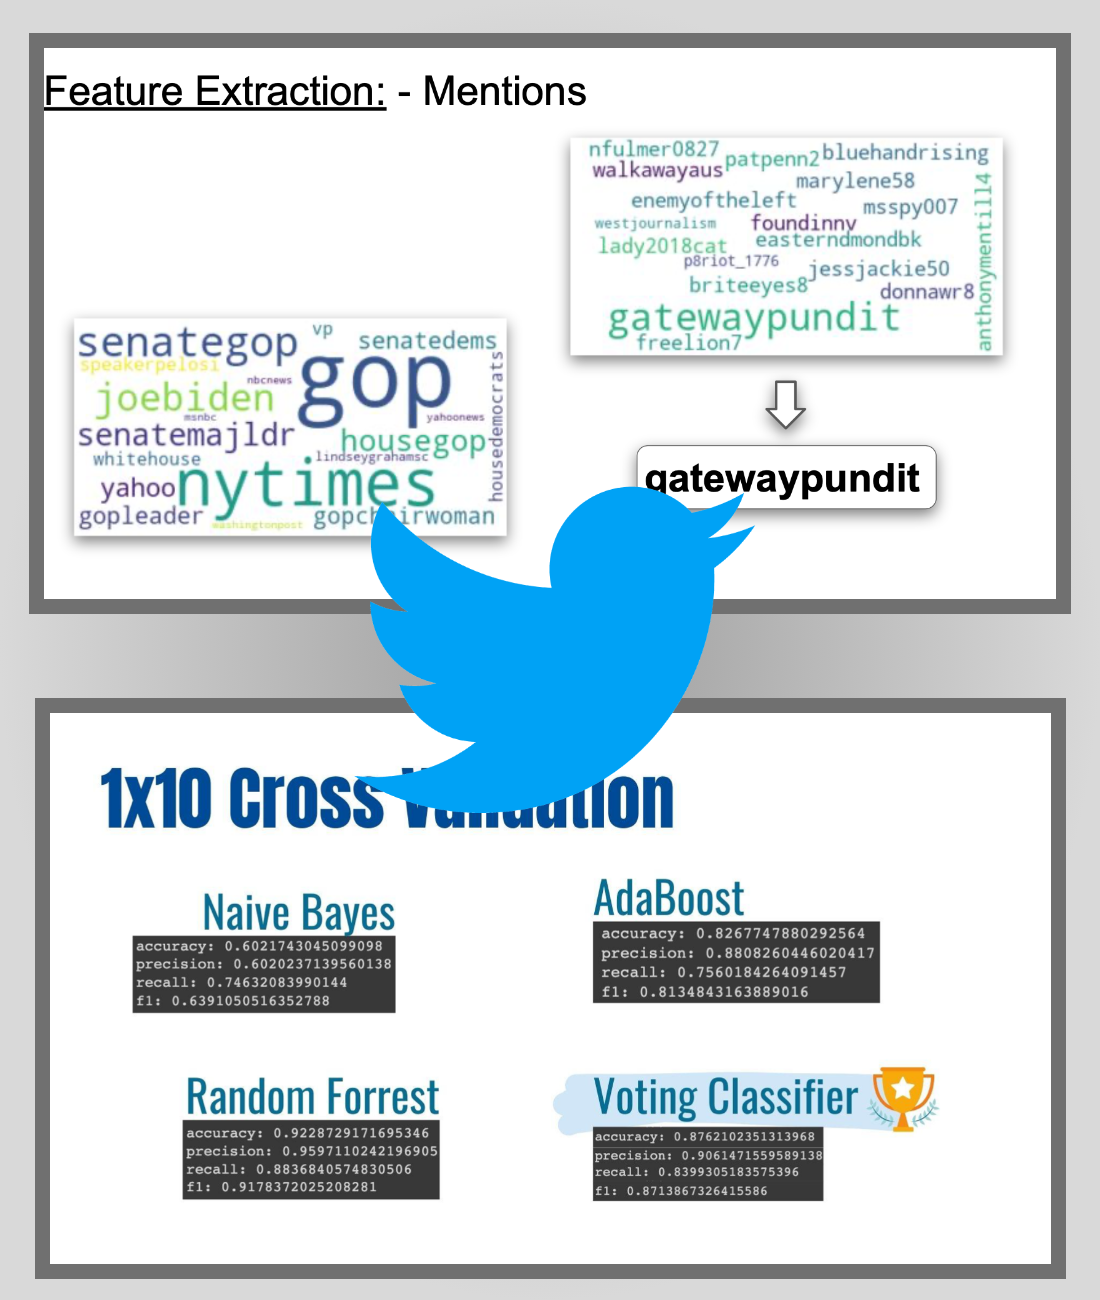 Feature Extraction: - Mentions
nfulmer0827
patpenn2
bluehandrising
walkawayaus
marylene58
enemyoftheleft
msspy007
westjournalism
foundinny
lady2018cat
easterndmondbk
p8riot_1776
jessjackie50
briteeyes8
donnawr8
gatewaypundit
freelion7
anthonymentill4
gatewaypundit
senategop
vp
senatedems
speakerpelosi
nbcnews
gop
joebiden
msnbc
yahoonews
senatemajldr
housegop
whitehouse
lindseygrahamsc
housedemocrats
yahoo
nytimes
gopleader
washingtonpost
gopchairwoman
1x10 Cross Validation
Naive Bayes
accuracy: 0.6021743045099098
precision: 0.6020237139560138
recall: 0.74632083990144
f1: 0.6391050516352788
AdaBoost
accuracy: 0.8267747880292564
precision: 0.8808260446020417
recall: 0.7560184264091457
f1: 0.8134843163889016
Random Forrest
accuracy: 0.9228729171695346
precision: 0.9597110242196905
recall: 0.8836840574830506
f1: 0.9178372025208281
Voting Classifier
accuracy: 0.8762102351313968
precision: 0.9061471559589138
recall: 0.8399305183575396
f1: 0.8713867326415586